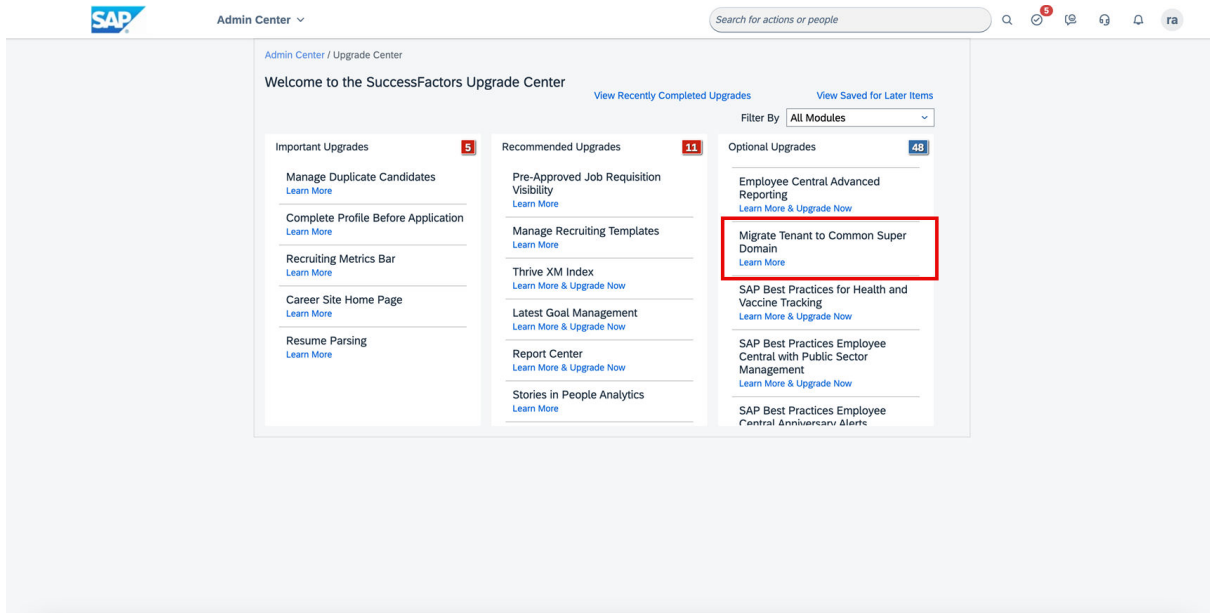 SAP
Admin Center
Search for actions or people
5
ra
Admin Center / Upgrade Center
Welcome to the SuccessFactors Upgrade Center
View Recently Completed Upgrades
View Saved for Later Items
Filter By All Modules
Important Upgrades 5
Manage Duplicate Candidates
Learn More
Complete Profile Before Application
Learn More
Recruiting Metrics Bar
Learn More
Career Site Home Page
Learn More
Resume Parsing
Learn More
Recommended Upgrades 11
Pre-Approved Job Requisition
Visibility
Learn More
Manage Recruiting Templates
Learn More
Thrive XM Index
Learn More & Upgrade Now
Latest Goal Management
Learn More & Upgrade Now
Report Center
Learn More & Upgrade Now
Stories in People Analytics
Learn More
Optional Upgrades 48
Employee Central Advanced
Reporting
Learn More & Upgrade Now
Migrate Tenant to Common Super
Domain
Learn More
SAP Best Practices for Health and
Vaccine Tracking
Learn More & Upgrade Now
SAP Best Practices Employee
Central with Public Sector
Management
Learn More & Upgrade Now
SAP Best Practices Employee
Central Anniversary Alerts